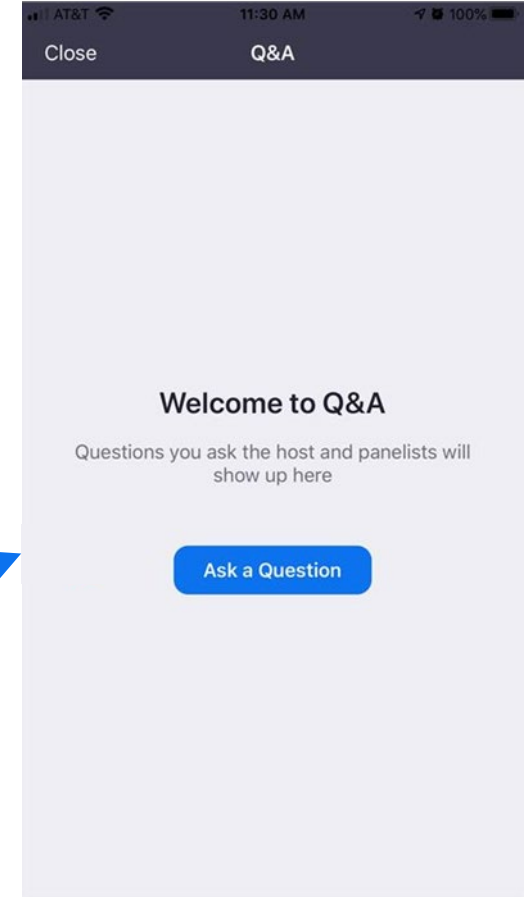 AT&T 11:30 AM 100%
Close Q&A
Welcome to Q&A
Questions you ask the host and panelists will
show up here
Ask a Question